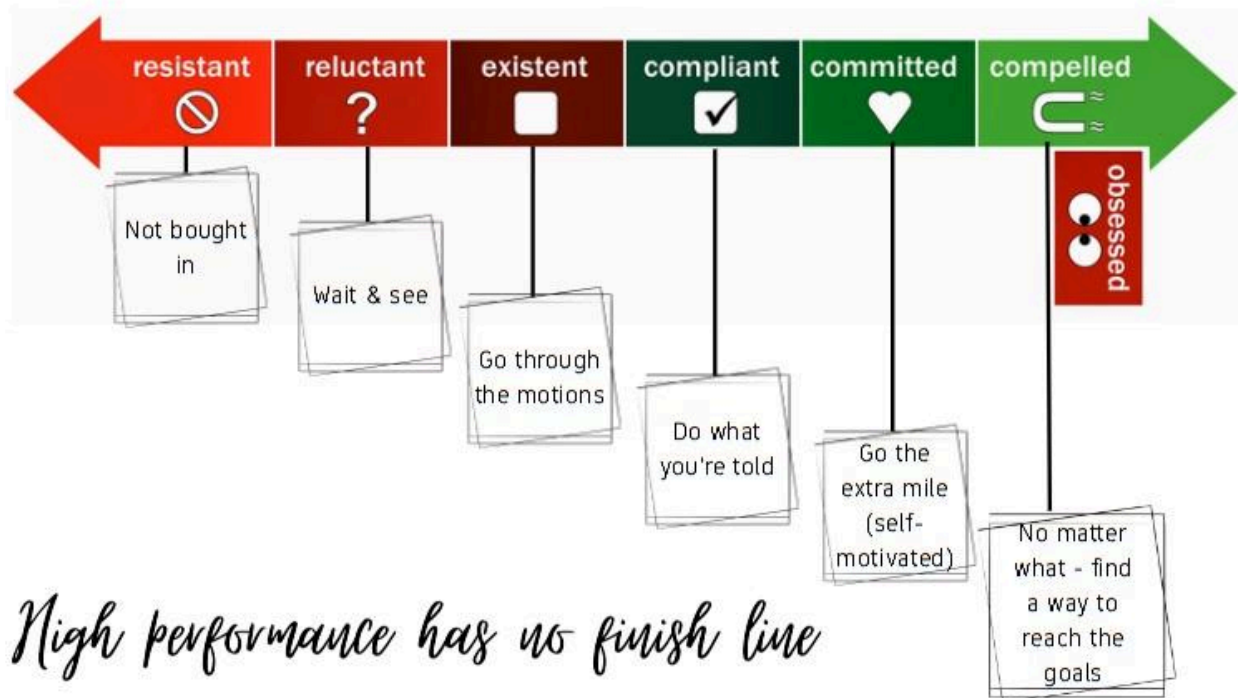 resistant
reluctant
existent
compliant
committed
compelled
?
obsessed
Not bought
in
Wait & see
Go through
the motions
Do what
you're told
Go the
extra mile
(self-
motivated)
No matter
what - find
a way to
reach the
goals
High performance has no finish line